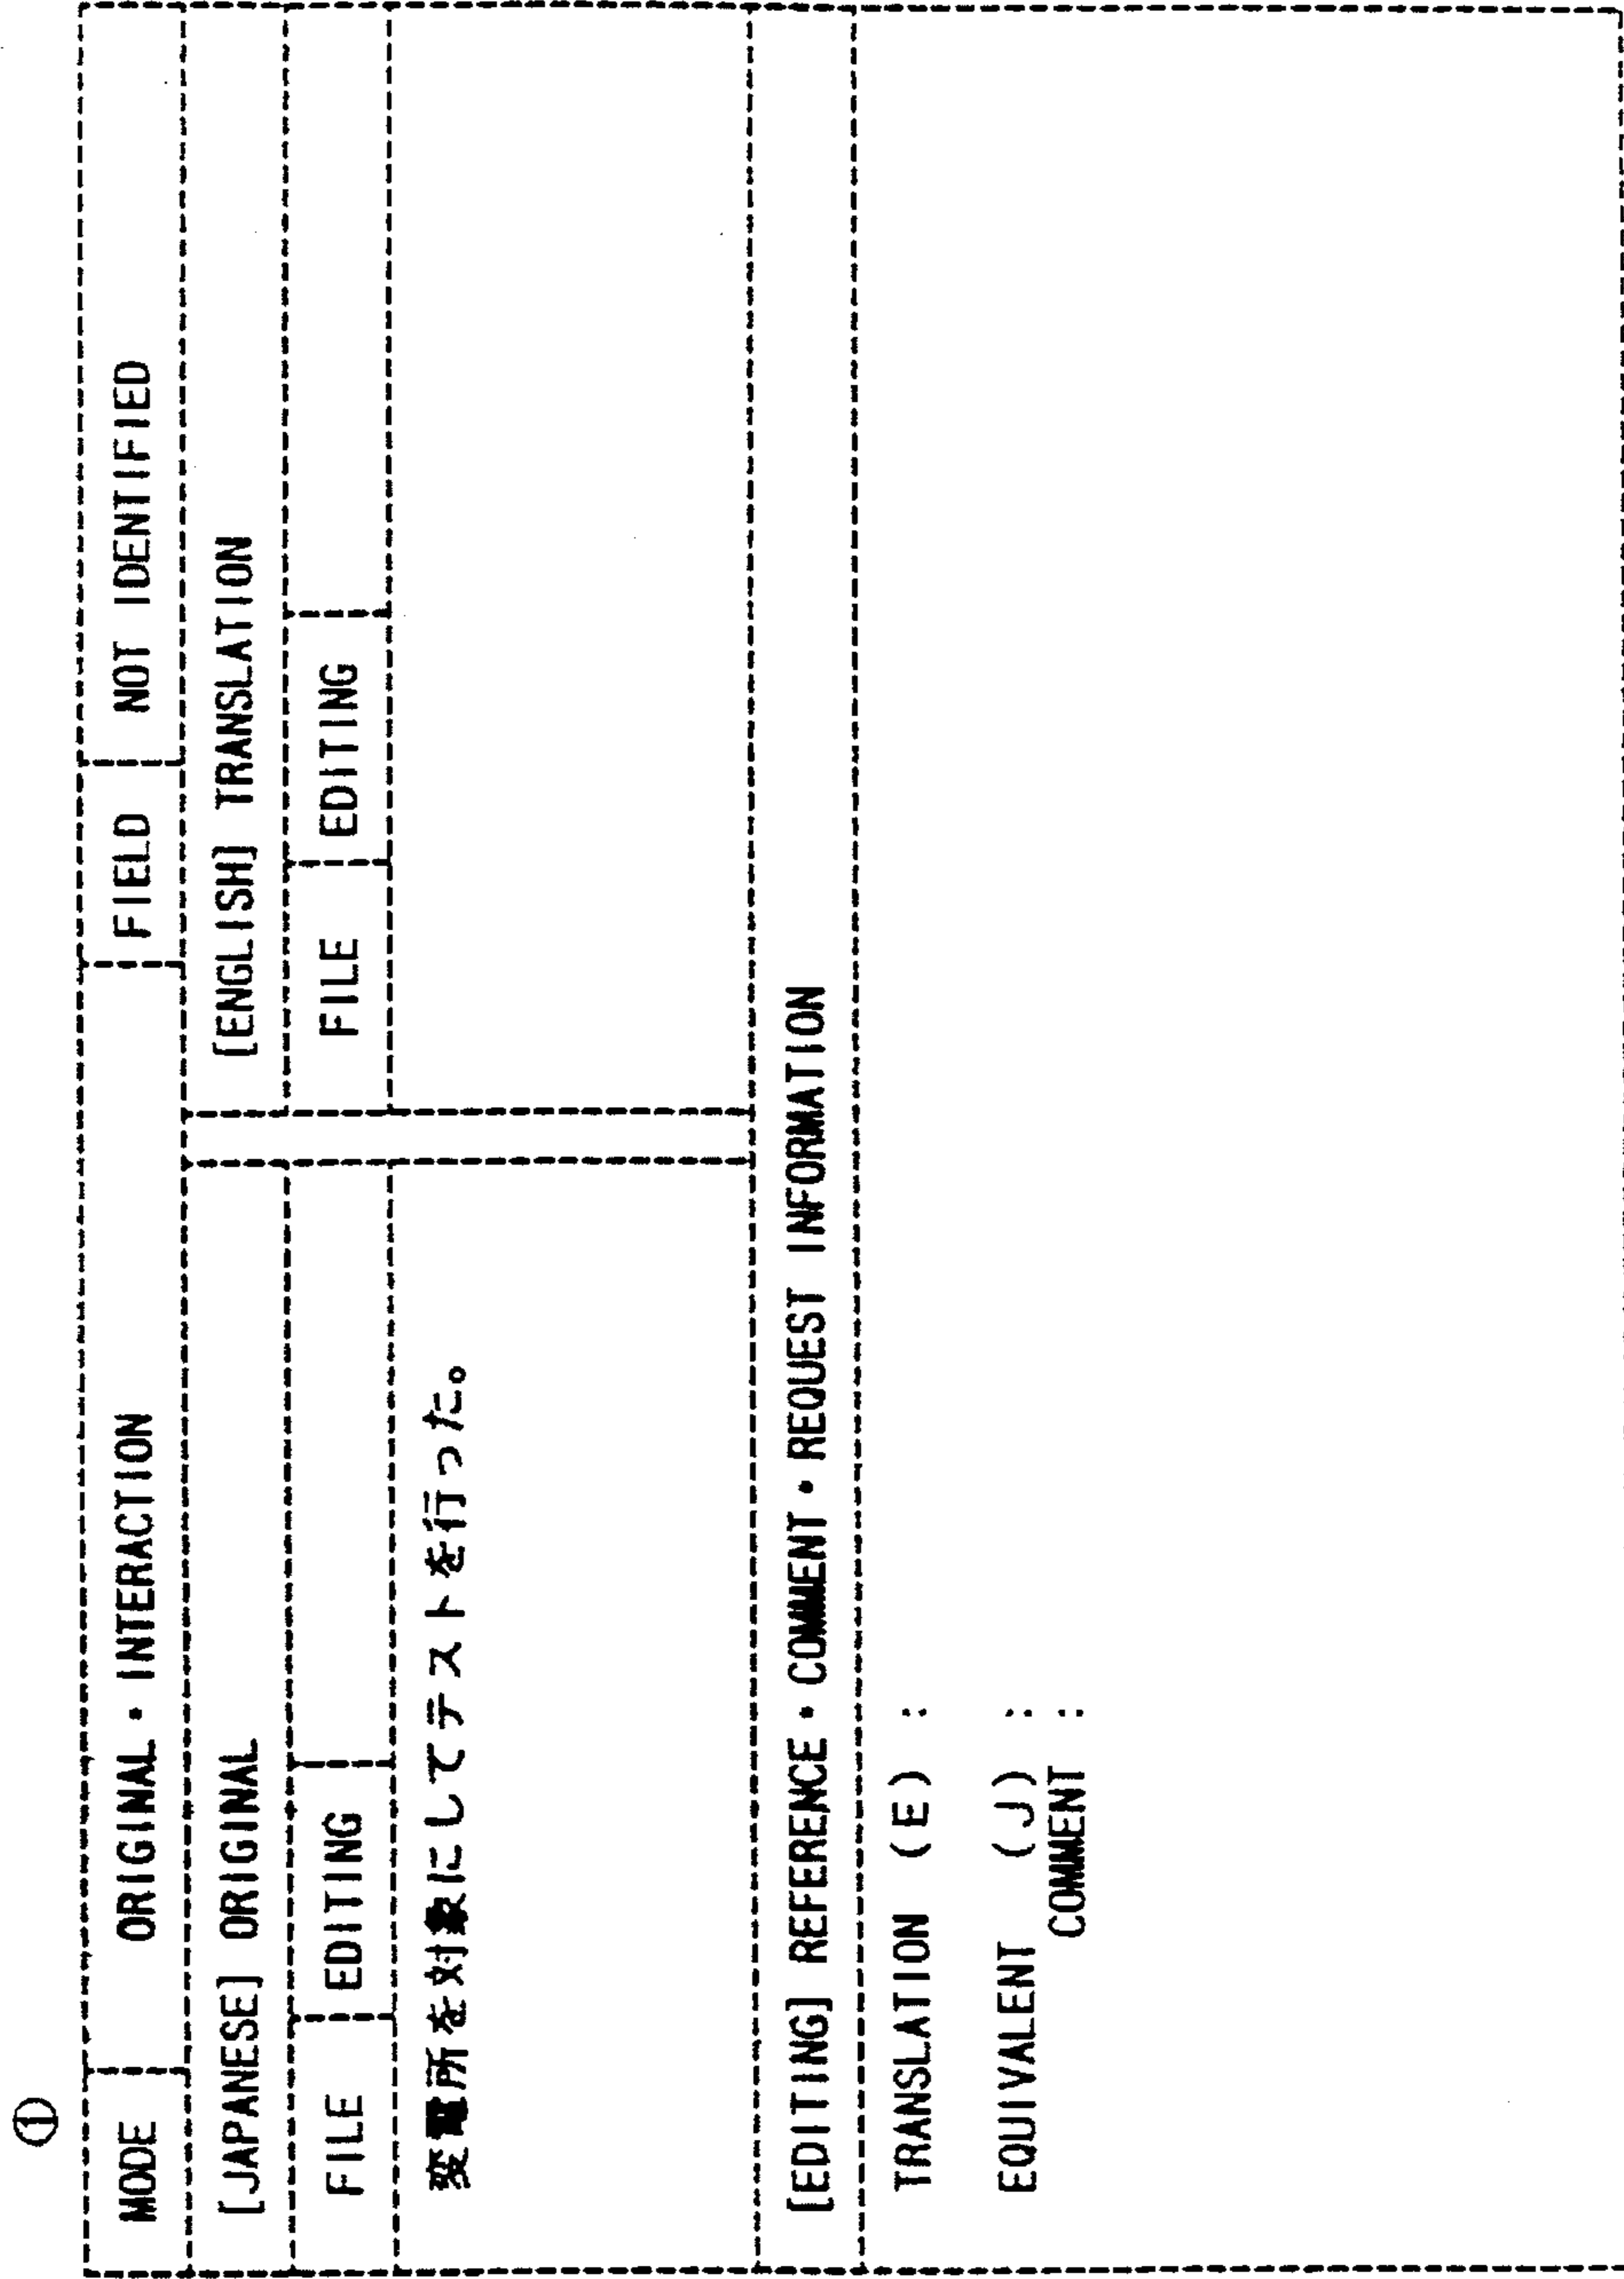 ①
MODE ORIGINAL・INTERACTION FIELD NOT IDENTIFIED
[JAPANESE] ORIGINAL [ENGLISH] TRANSLATION
FILE EDITING FILE EDITING
変電所を対象にしてテストを行った。
[EDITING] REFERENCE・COMMENT・REQUEST INFORMATION
TRANSLATION (E) :
EQUIVALENT (J) :
COMMENT :